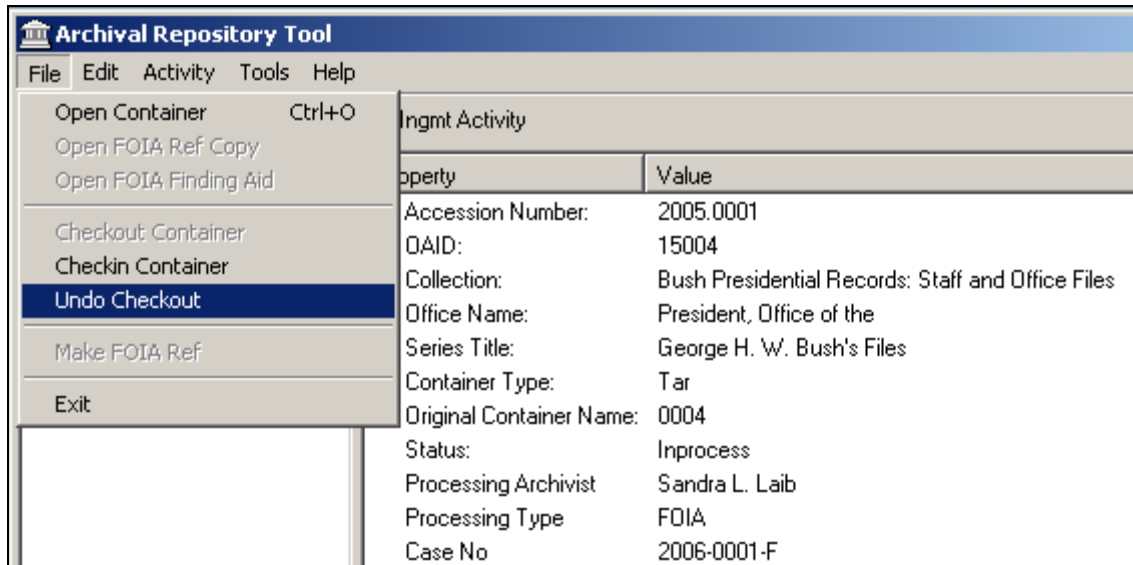 Archival Repository Tool
File Edit Activity Tools Help
Open Container Ctrl+O
Open FOIA Ref Copy
Open FOIA Finding Aid
Checkout Container
Checkin Container
Undo Checkout
Make FOIA Ref
Exit
Activity
Value
Accession Number: 2005.0001
OAID: 15004
Collection: Bush Presidential Records: Staff and Office Files
Office Name: President, Office of the
Series Title: George H. W. Bush's Files
Container Type: Tar
Original Container Name: 0004
Status: Inprocess
Processing Archivist Sandra L. Laib
Processing Type FOIA
Case No 2006-0001-F